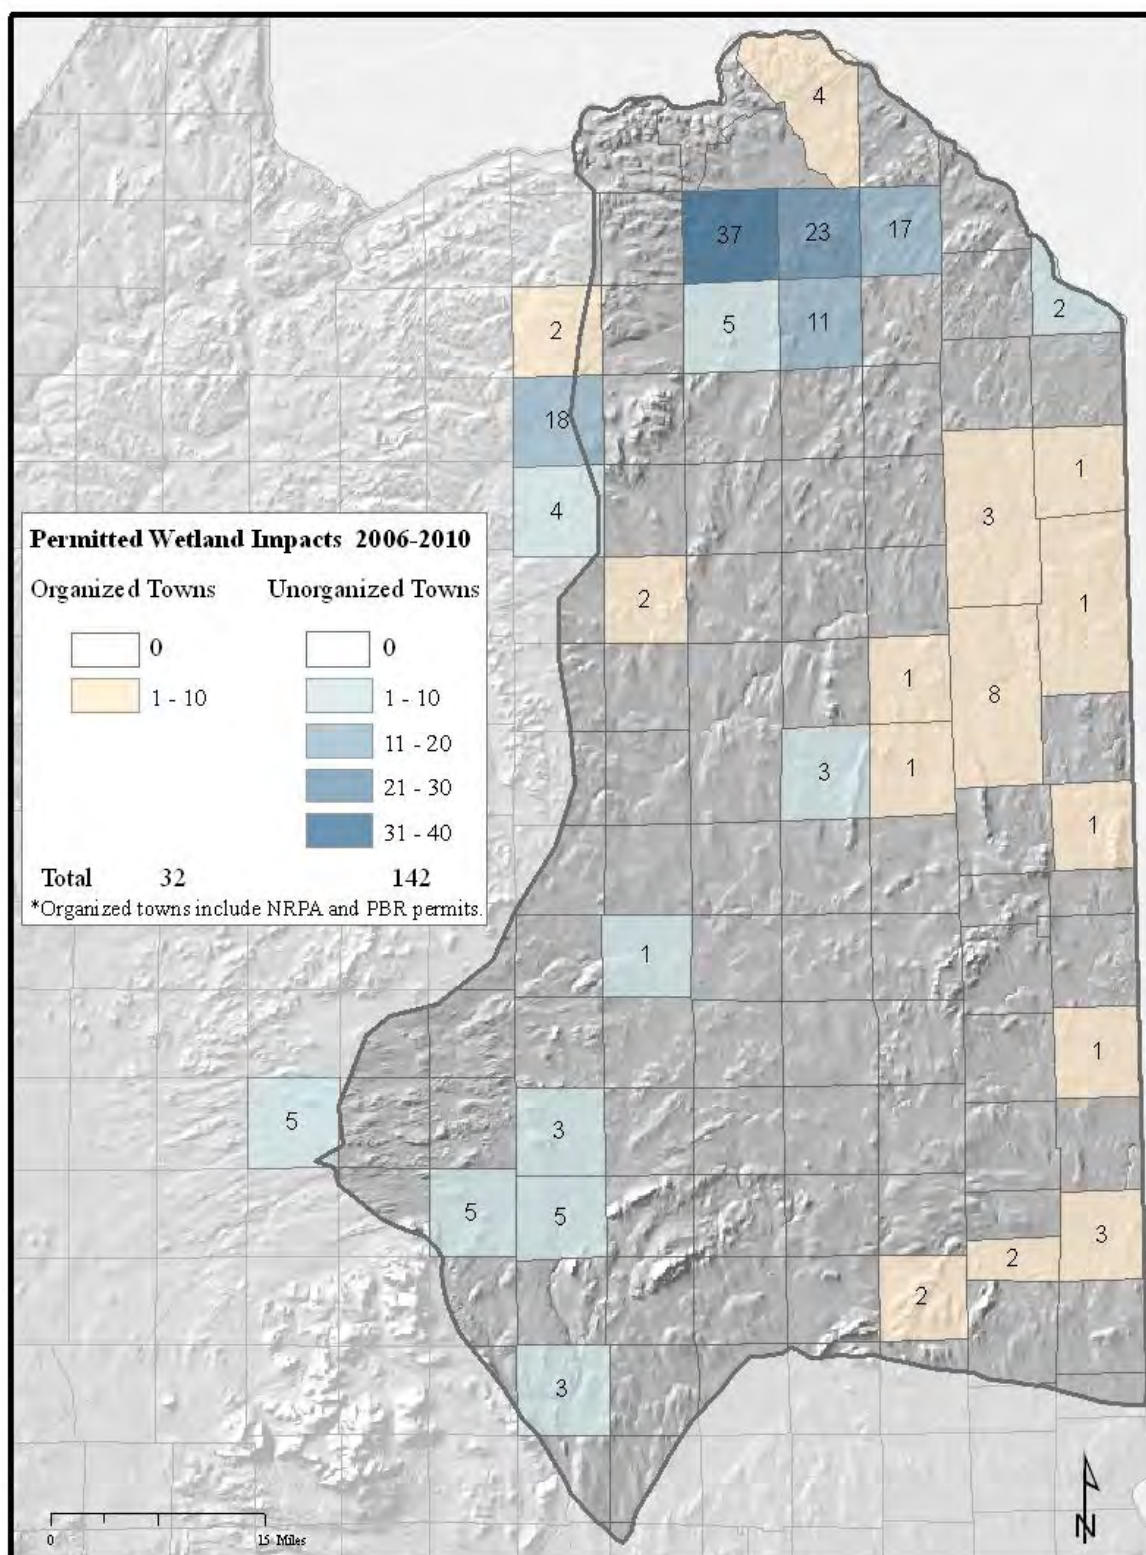 4
37 23 17
2 5 11 2
18
1
4 3
Permitted Wetland Impacts 2006-2010
Organized Towns Unorganized Towns
0 0
1 - 10 1 - 10
11 - 20
21 - 30
31 - 40
Total 32 142
*Organized towns include NRPA and PBR permits.
2 1
1 8
3 1
1
1
1
5 3
5 5 3
2
2
3
0 15 Miles
N